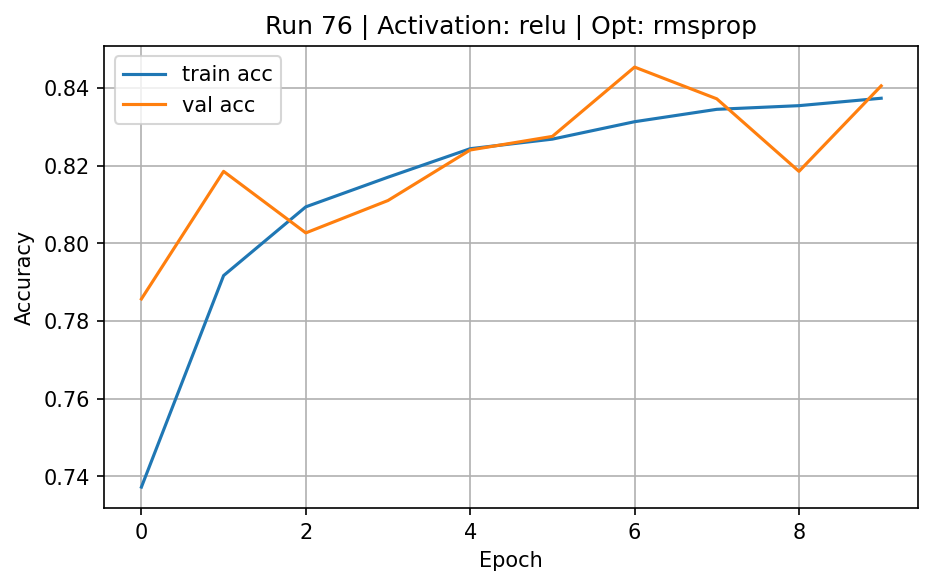 Run 76 | Activation: relu | Opt: rmsprop
train acc
val acc
0.84
0.82
0.80
0.78
0.76
0.74
Accuracy
0 2 4 6 8
Epoch